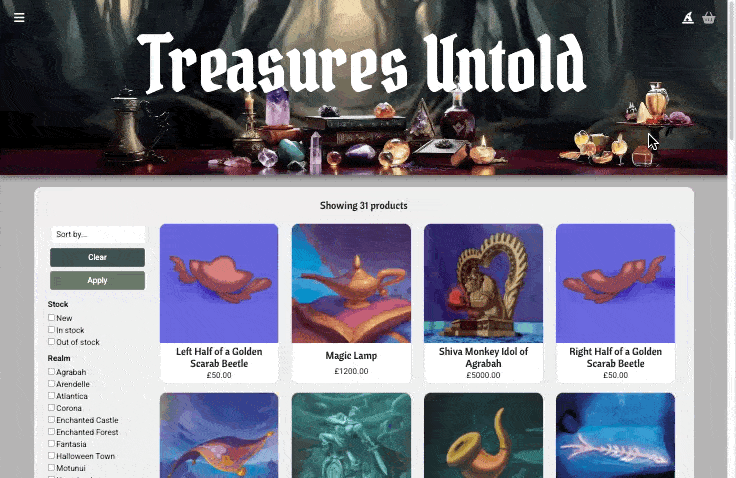 Treasures Untold
Showing 31 products
Sort by...
Clear
Apply
Stock
New
In stock
Out of stock
Realm
Agrabah
Arendelle
Atlantica
Corona
Enchanted Castle
Enchanted Forest
Fantasia
Halloween Town
Motunui
Left Half of a Golden
Scarab Beetle
£50.00
Magic Lamp
£1200.00
Shiva Monkey Idol of
Agrabah
£5000.00
Right Half of a Golden
Scarab Beetle
£50.00